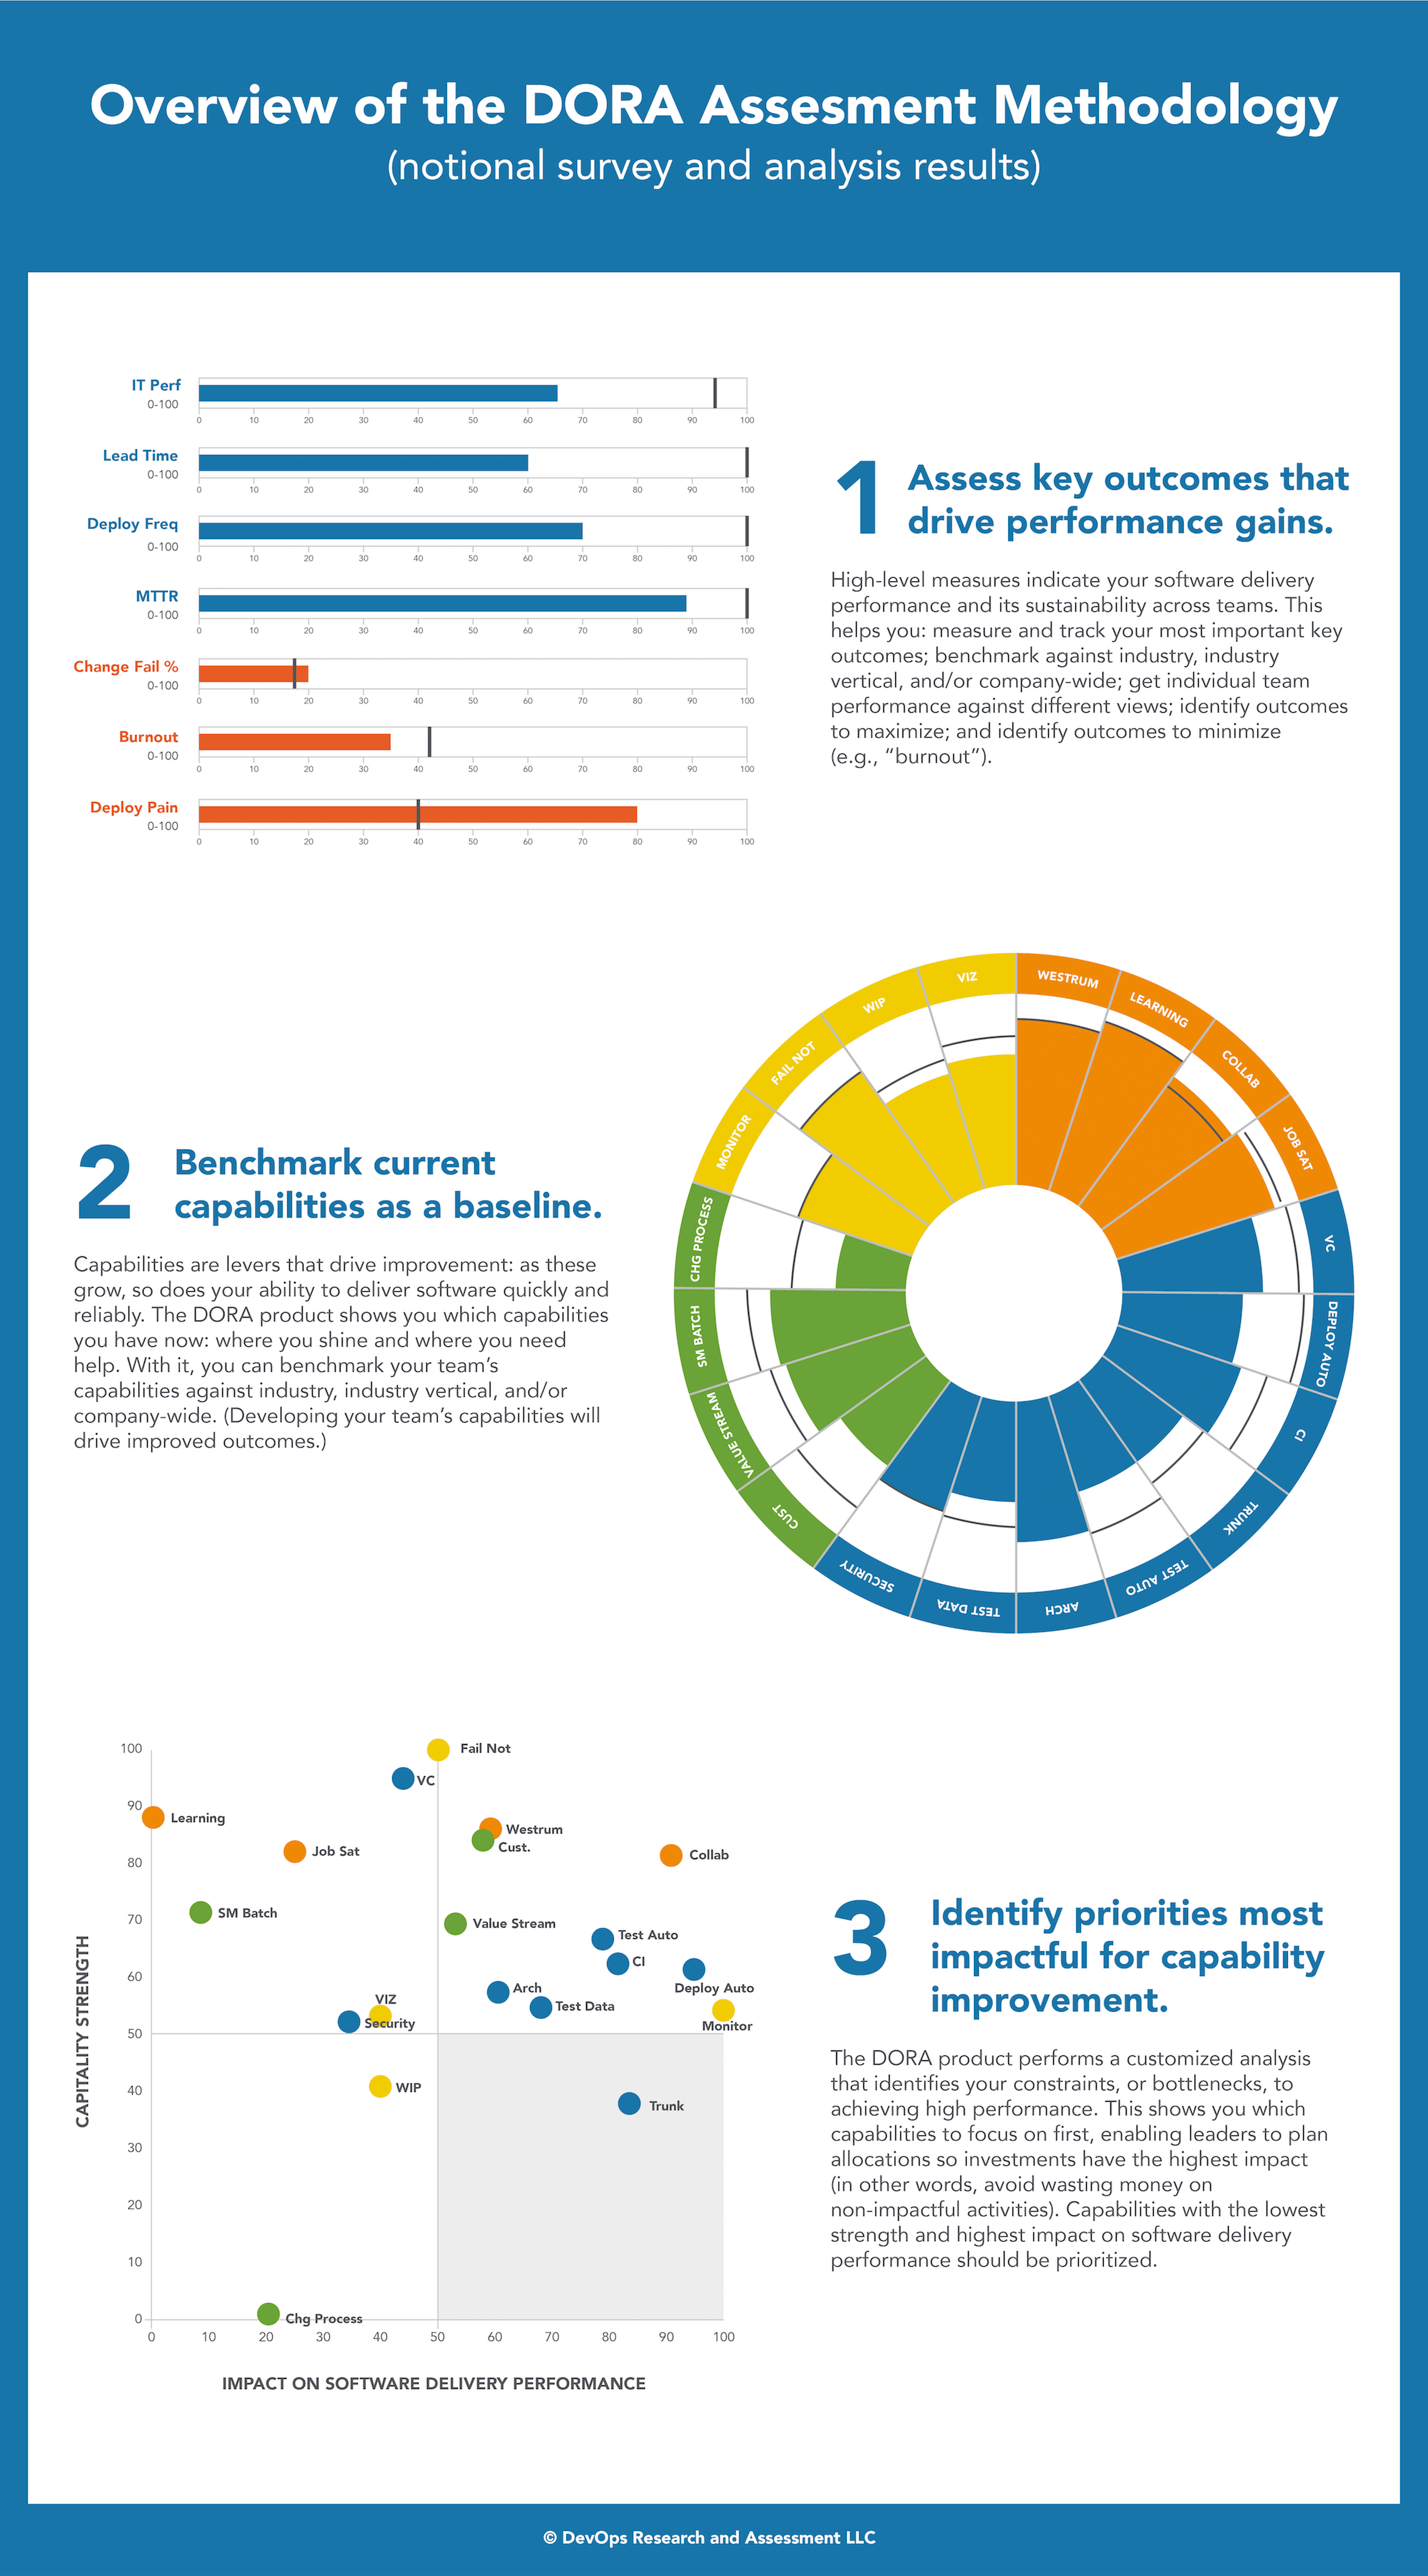 Overview of the DORA Assesment Methodology
(notional survey and analysis results)
IT Perf
0-100
0 10 20 30 40 50 60 70 80 90 100
Lead Time
0-100
0 10 20 30 40 50 60 70 80 90 100
Deploy Freq
0-100
0 10 20 30 40 50 60 70 80 90 100
MTTR
0-100
0 10 20 30 40 50 60 70 80 90 100
Change Fail %
0-100
0 10 20 30 40 50 60 70 80 90 100
Burnout
0-100
0 10 20 30 40 50 60 70 80 90 100
Deploy Pain
0-100
0 10 20 30 40 50 60 70 80 90 100
1
Assess key outcomes that
drive performance gains.
High-level measures indicate your software delivery
performance and its sustainability across teams. This
helps you: measure and track your most important key
outcomes; benchmark against industry, industry
vertical, and/or company-wide; get individual team
performance against different views; identify outcomes
to maximize; and identify outcomes to minimize
(e.g., “burnout”).
2
Benchmark current
capabilities as a baseline.
Capabilities are levers that drive improvement: as these
grow, so does your ability to deliver software quickly and
reliably. The DORA product shows you which capabilities
you have now: where you shine and where you need
help. With it, you can benchmark your team’s
capabilities against industry, industry vertical, and/or
company-wide. (Developing your team’s capabilities will
drive improved outcomes.)
WESTRUM
LEARNING
COLLAB
JOB SAT
VC
DEPLOY AUTO
CI
TRUNK
TEST AUTO
ARCH
TEST DATA
SECURITY
CUST
VALUE STREAM
SM BATCH
CHG PROCESS
MONITOR
FAIL NOT
WIP
VIZ
CAPITALITY STRENGTH
100
90
80
70
60
50
40
30
20
10
0
Fail Not
VC
Learning
Westrum
Cust.
Job Sat
Collab
SM Batch
Value Stream
Test Auto
CI
Deploy Auto
Arch
VIZ
Test Data
Security
Monitor
WIP
Trunk
Chg Process
0 10 20 30 40 50 60 70 80 90 100
IMPACT ON SOFTWARE DELIVERY PERFORMANCE
3
Identify priorities most
impactful for capability
improvement.
The DORA product performs a customized analysis
that identifies your constraints, or bottlenecks, to
achieving high performance. This shows you which
capabilities to focus on first, enabling leaders to plan
allocations so investments have the highest impact
(in other words, avoid wasting money on
non-impactful activities). Capabilities with the lowest
strength and highest impact on software delivery
performance should be prioritized.
© DevOps Research and Assessment LLC